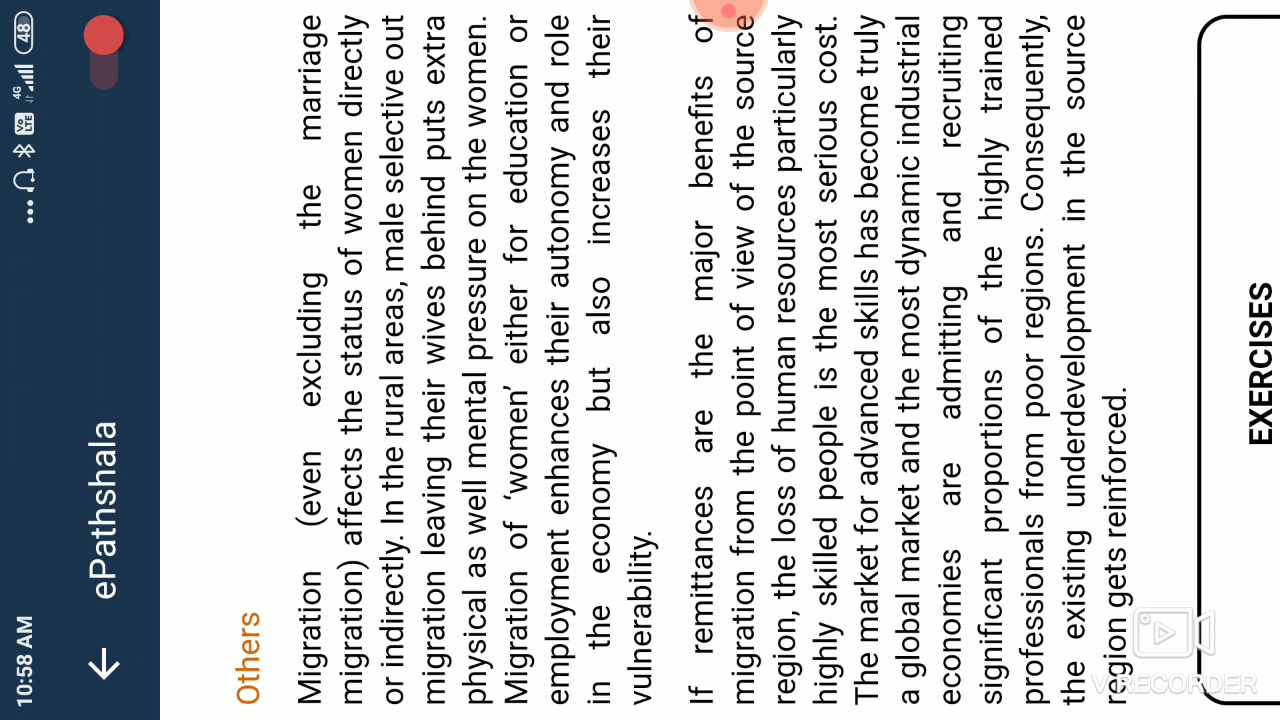 10:58 AM
4G
Vo
LTE
48
ePathshala
Others
Migration (even excluding the marriage
migration) affects the status of women directly
or indirectly. In the rural areas, male selective out
migration leaving their wives behind puts extra
physical as well mental pressure on the women.
Migration of ‘women’ either for education or
employment enhances their autonomy and role
in the economy but also increases their
vulnerability.
If remittances are the major benefits of
migration from the point of view of the source
region, the loss of human resources particularly
highly skilled people is the most serious cost.
The market for advanced skills has become truly
a global market and the most dynamic industrial
economies are admitting and recruiting
significant proportions of the highly trained
professionals from poor regions. Consequently,
the existing underdevelopment in the source
region gets reinforced.
EXERCISES
V RECORDER